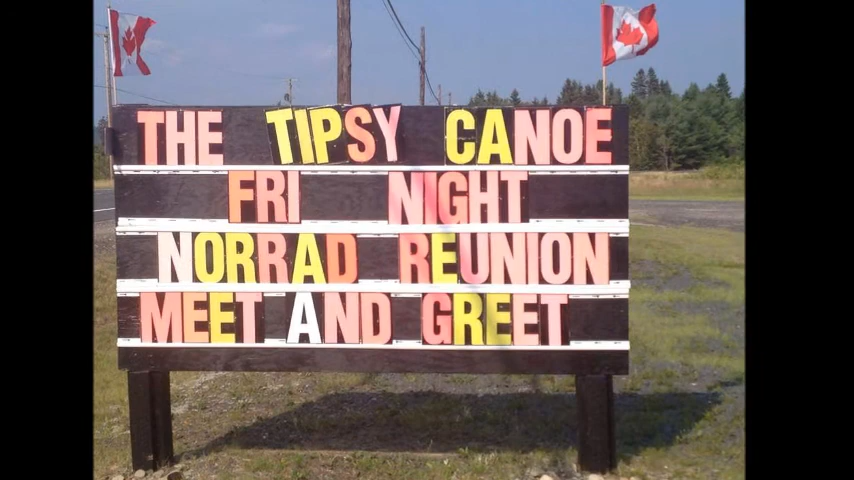 THE TIPSY CANOE
FRI NIGHT
NORRAD REUNION
MEET AND GREET